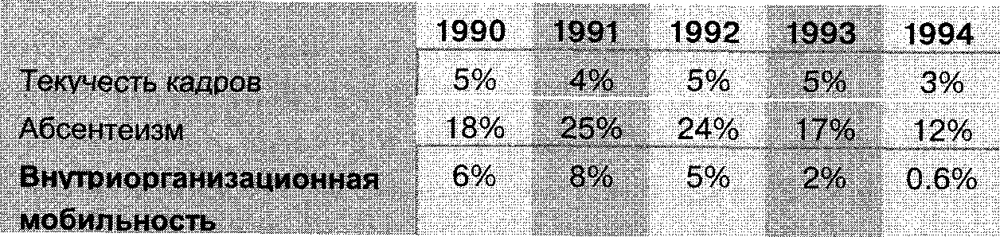 1990 1991 1992 1993 1994
Текучесть кадров 5% 4% 5% 5% 3%
Абсентеизм 18% 25% 24% 17% 12%
Внутриорганизационная 6% 8% 5% 2% 0.6%
мобильность